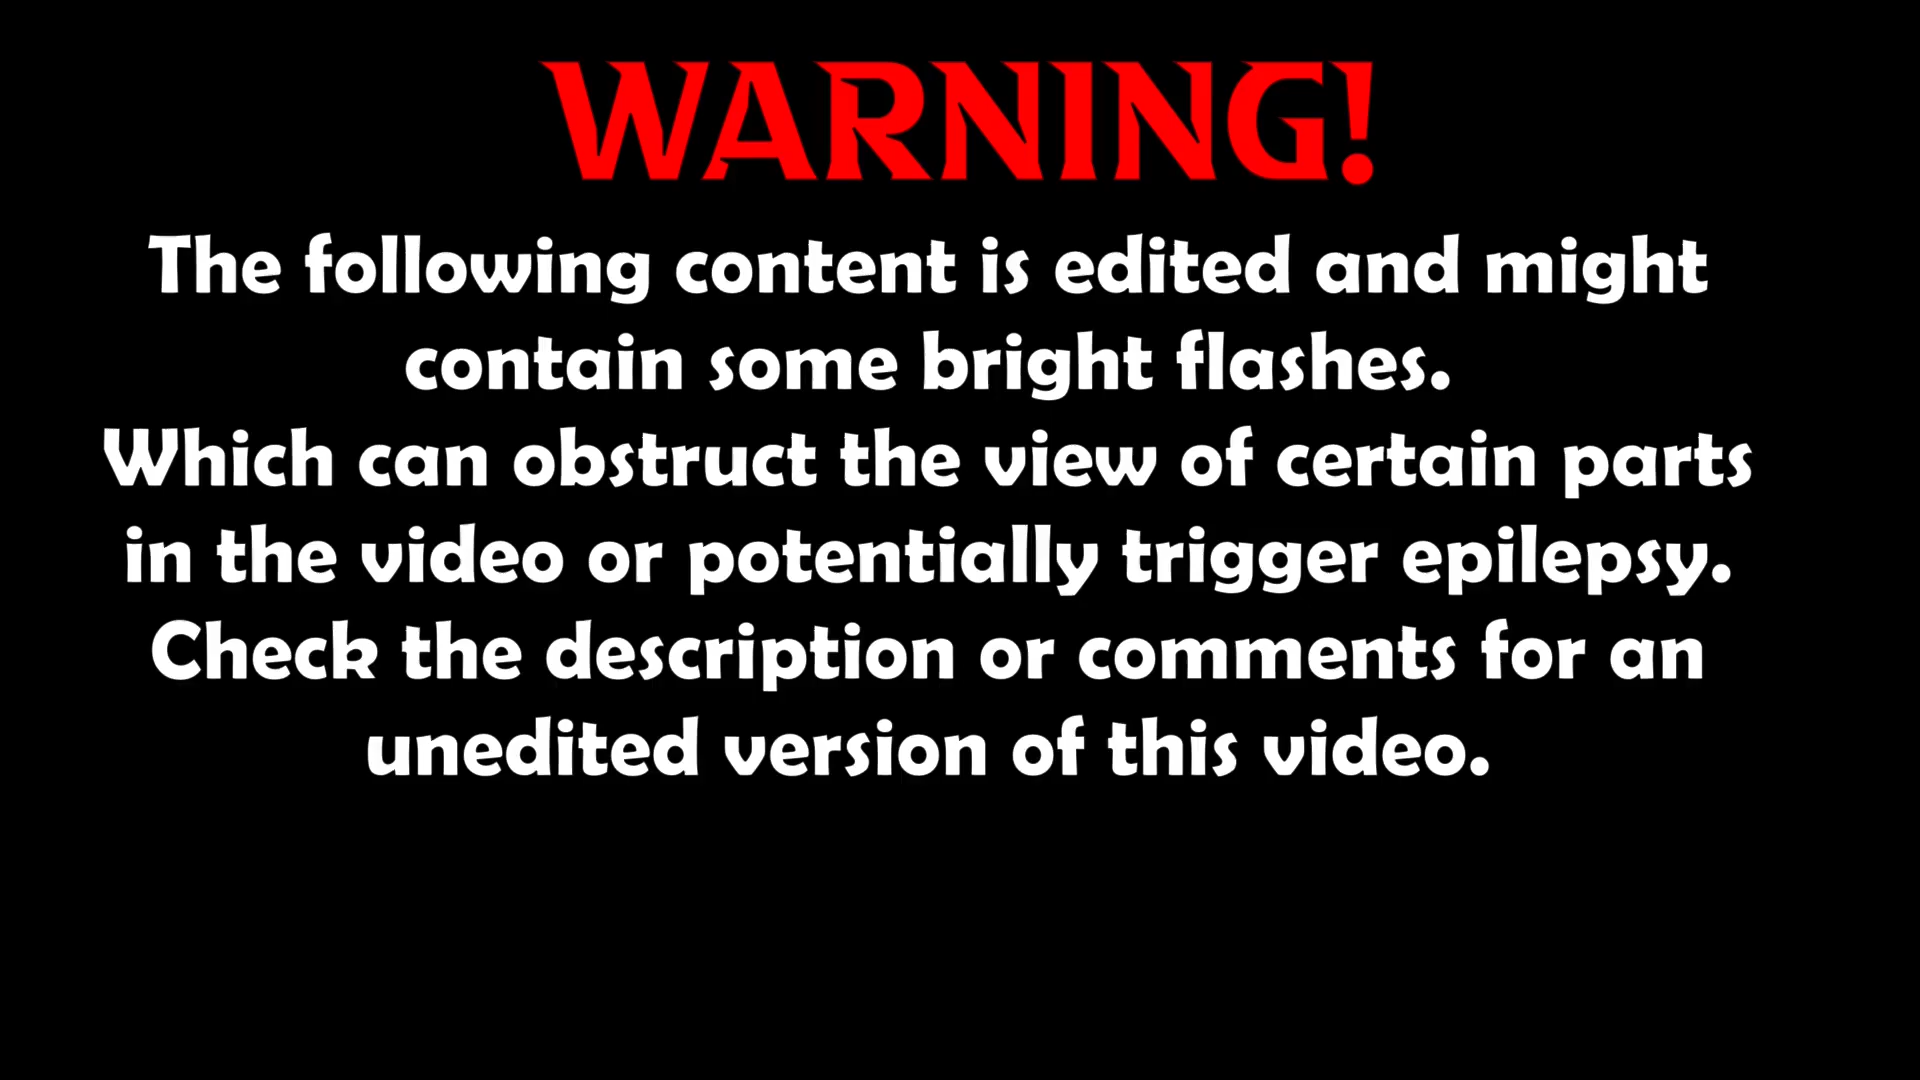 WARNING!
The following content is edited and might
contain some bright flashes.
Which can obstruct the view of certain parts
in the video or potentially trigger epilepsy.
Check the description or comments for an
unedited version of this video.